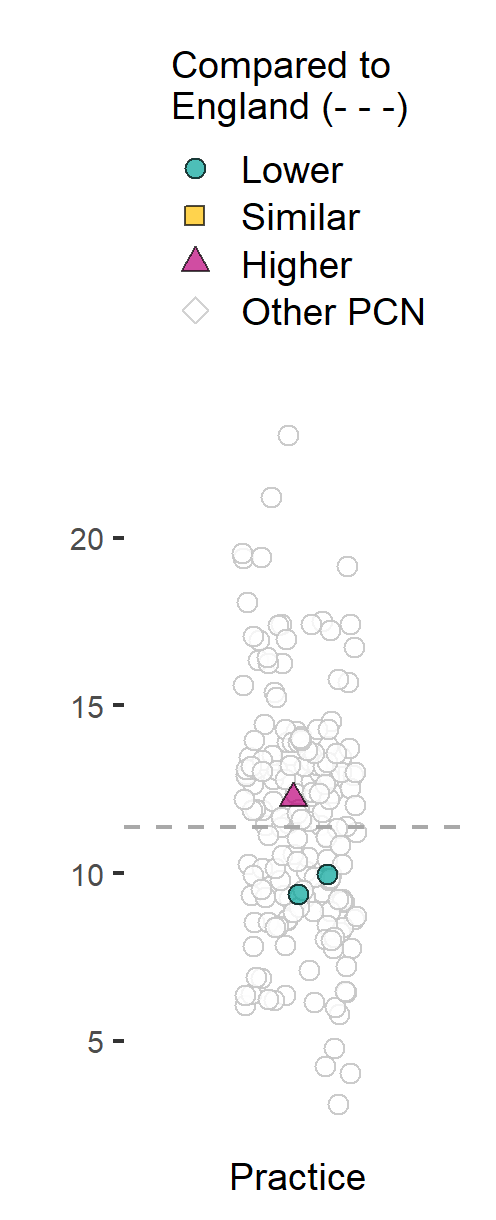 Compared to
England (- - -)
Lower
Similar
Higher
Other PCN
20
15
10
5
Practice